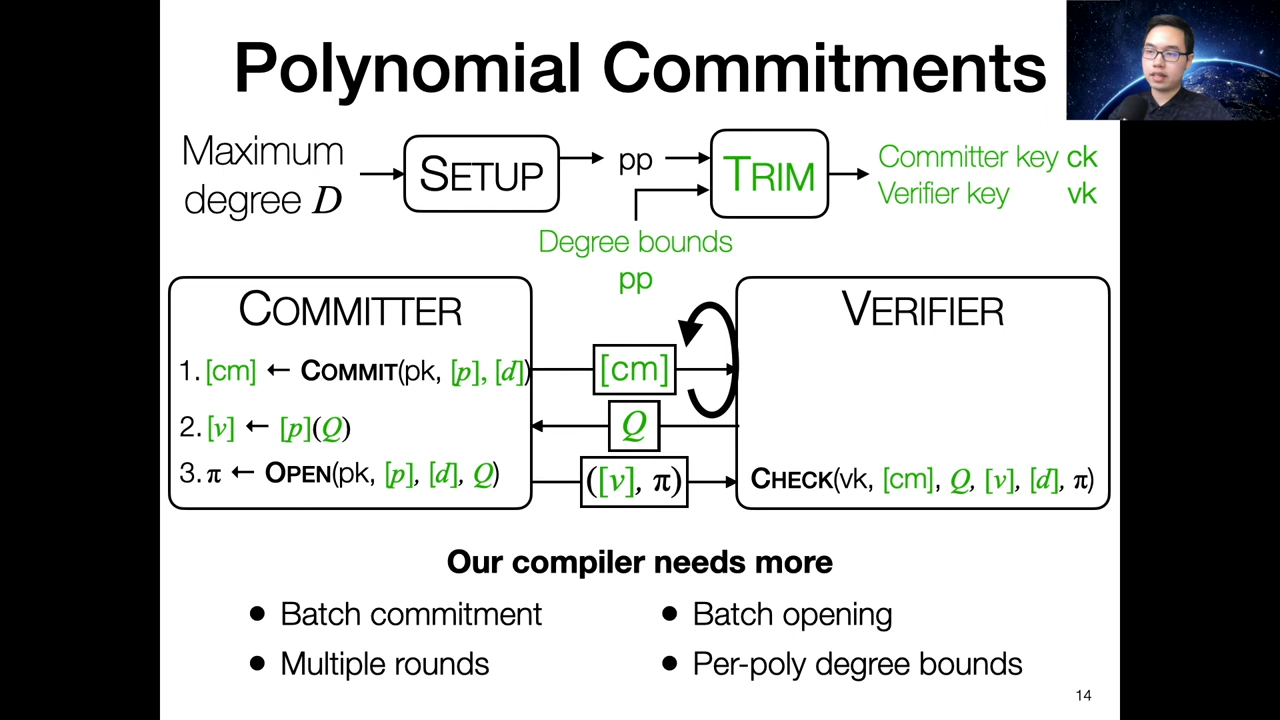 Polynomial Commitments
Maximum
degree D
SETUP
pp
TRIM
Committer key ck
Verifier key vk
Degree bounds
pp
COMMITTER
1. [cm] ← COMMIT(pk, [p], [d])
2. [v] ← [p](Q)
3. π ← OPEN(pk, [p], [d], Q)
[cm]
Q
([v], π)
VERIFIER
CHECK(vk, [cm], Q, [v], [d], π)
Our compiler needs more
● Batch commitment
● Multiple rounds
● Batch opening
● Per-poly degree bounds
14